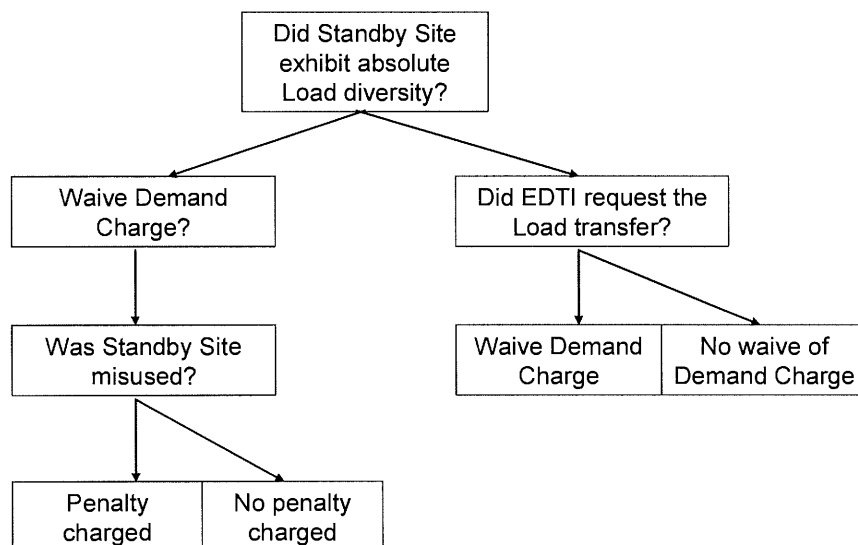 Did Standby Site
exhibit absolute
Load diversity?
Waive Demand
Charge?
Did EDTI request the
Load transfer?
Was Standby Site
misused?
Waive Demand
Charge
No waive of
Demand Charge
Penalty
charged
No penalty
charged